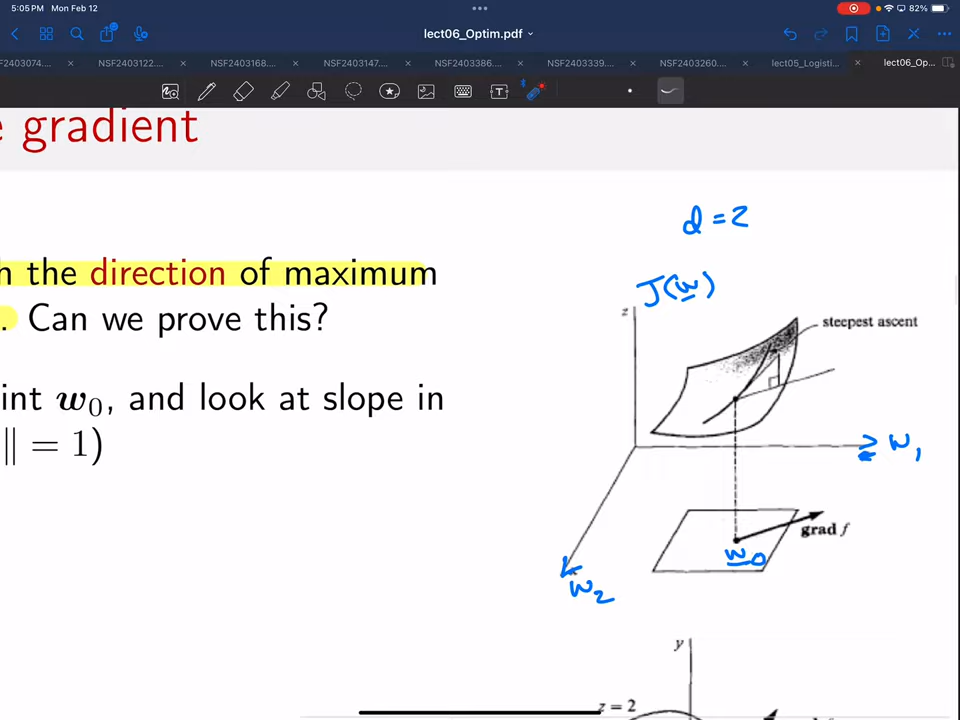 5:05 PM Mon Feb 12
82%
lect06_Optim.pdf
F2403074....
NSF2403122....
NSF2403168....
NSF2403147....
NSF2403386....
NSF2403339....
NSF2403260....
lect05_Logisti...
lect06_Op...
e gradient
d = 2
h the direction of maximum
J(w)
. Can we prove this?
z
steepest ascent
int w0, and look at slope in
‖ = 1)
w1
grad f
w0
w2
y
z = 2